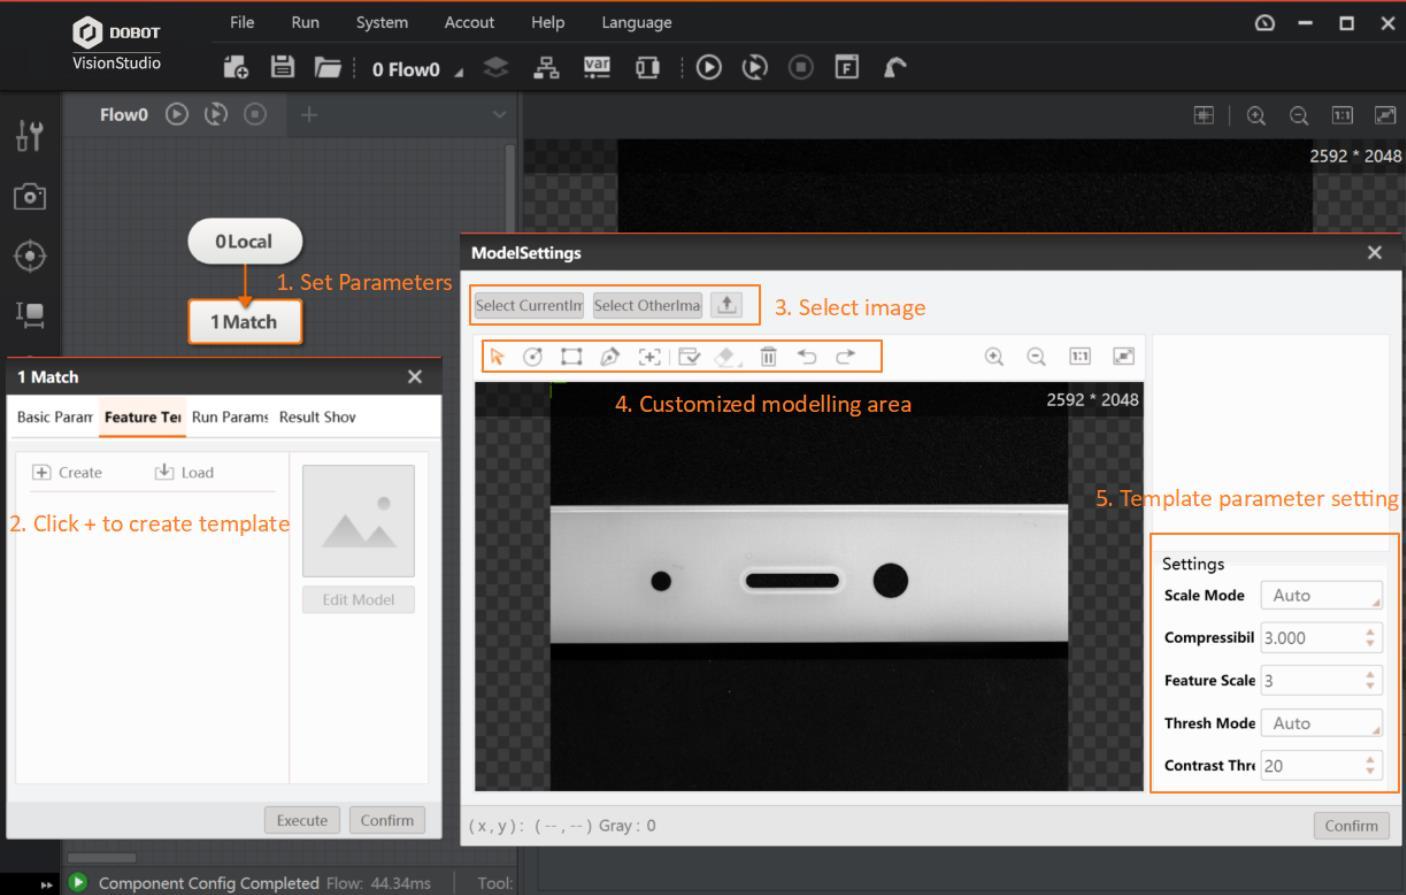 DOBOT
VisionStudio
File
Run
System
Accout
Help
Language
0 Flow0
var
F
Flow0
1:1
2592 * 2048
0Local
1. Set Parameters
1Match
ModelSettings
Select CurrentIm
Select OtherIma
3. Select image
1:1
4. Customized modelling area
2592 * 2048
1 Match
Basic Param
Feature Te
Run Params
Result Shov
Create
Load
2. Click + to create template
Edit Model
Execute
Confirm
5. Template parameter setting
Settings
Scale Mode
Auto
Compressibil
3.000
Feature Scale
3
Thresh Mode
Auto
Contrast Thre
20
(x,y): (--,--) Gray: 0
Confirm
Component Config Completed Flow: 44.34ms
Tool: